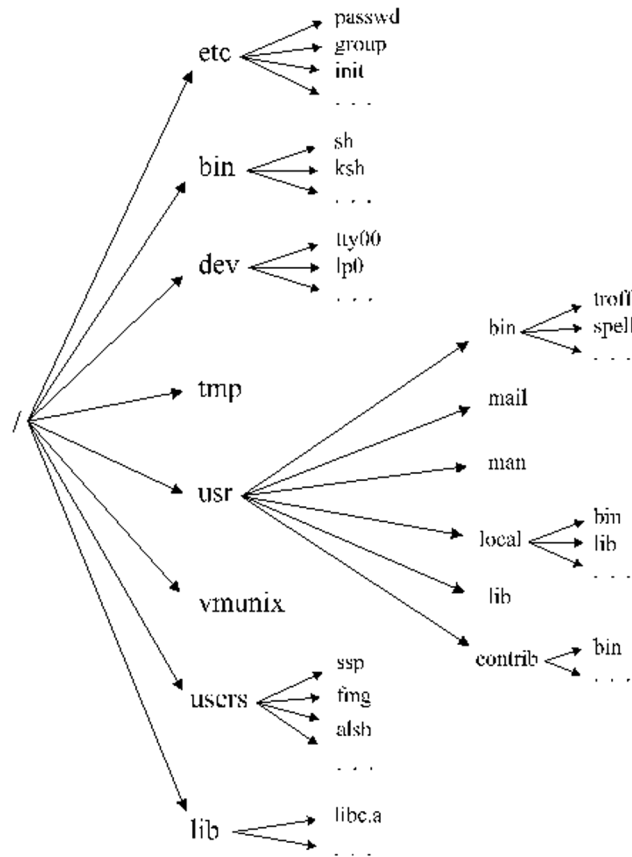 /
etc
passwd
group
init
. . .
bin
sh
ksh
. . .
dev
tty00
lp0
. . .
tmp
usr
bin
troff
spell
. . .
mail
man
local
bin
lib
. . .
lib
contrib
bin
. . .
vmunix
users
ssp
fmg
alsb
. . .
lib
libc.a
. . .